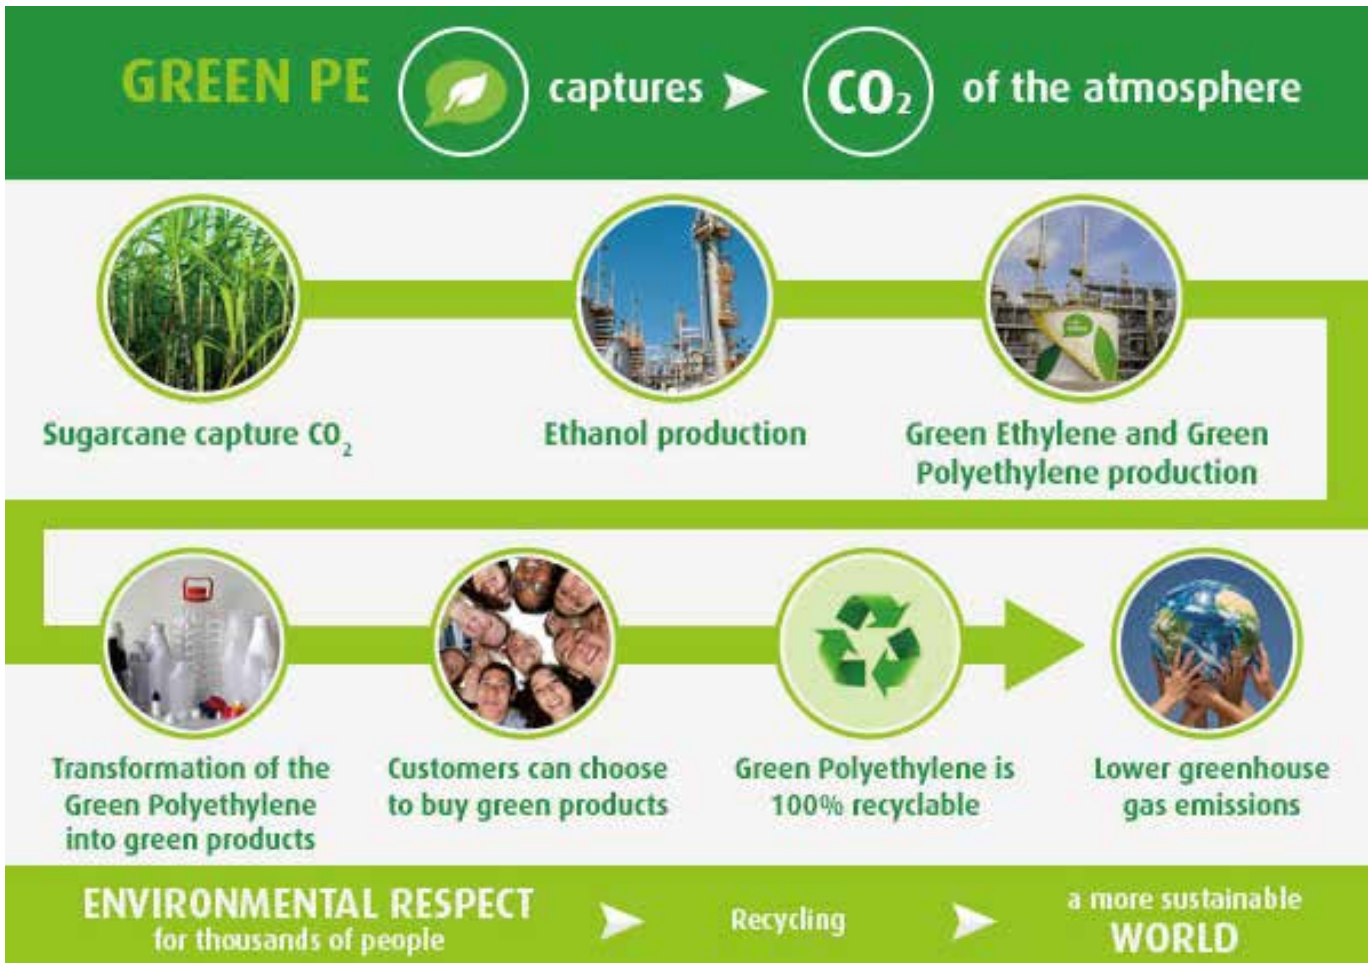 GREEN PE captures CO₂ of the atmosphere
Sugarcane capture CO₂
Ethanol production
Green Ethylene and Green
Polyethylene production
Transformation of the
Green Polyethylene
into green products
Customers can choose
to buy green products
Green Polyethylene is
100% recyclable
Lower greenhouse
gas emissions
ENVIRONMENTAL RESPECT
for thousands of people
Recycling
a more sustainable
WORLD